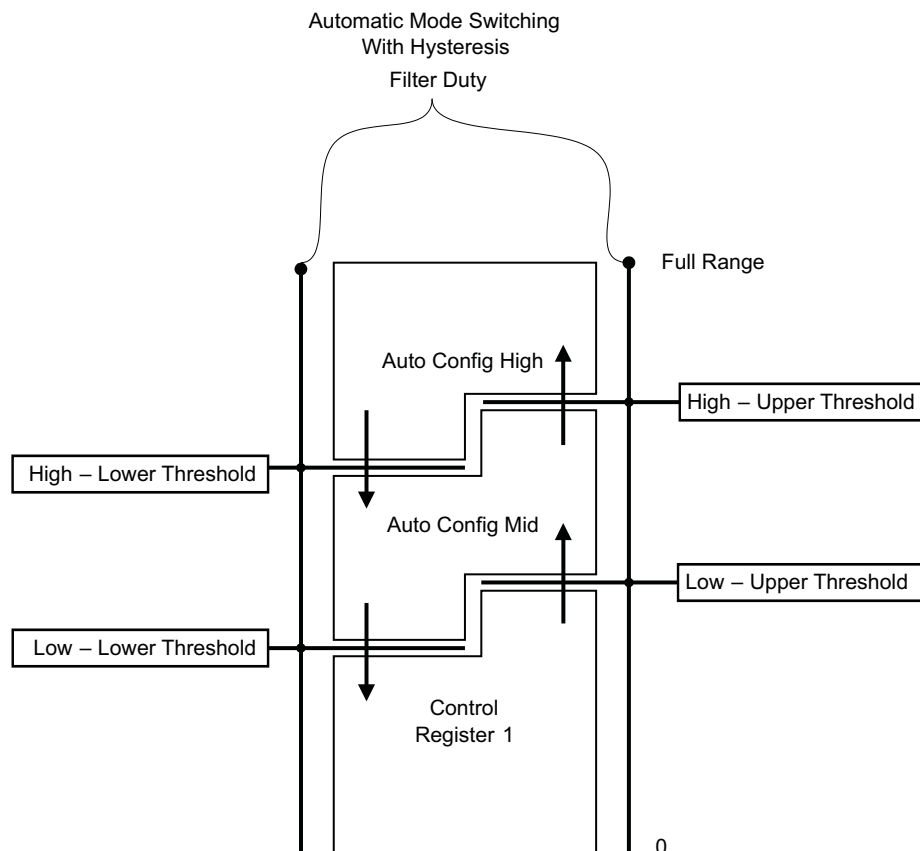 Automatic Mode Switching
With Hysteresis
Filter Duty
Full Range
Auto Config High
High – Upper Threshold
High – Lower Threshold
Auto Config Mid
Low – Upper Threshold
Low – Lower Threshold
Control
Register 1
0